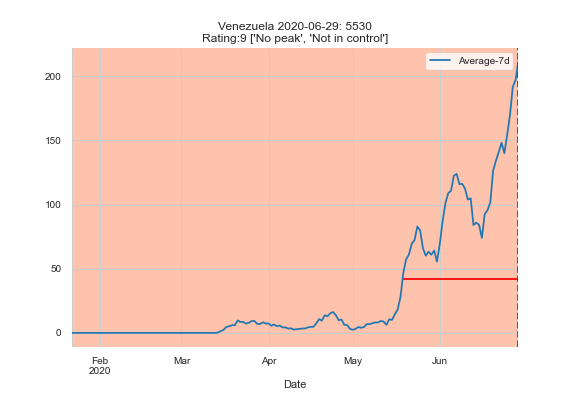 Venezuela 2020-06-29: 5530
Rating:9 ['No peak', 'Not in control']
Average-7d
200
150
100
50
0
Feb
2020
Mar
Apr
May
Jun
Date